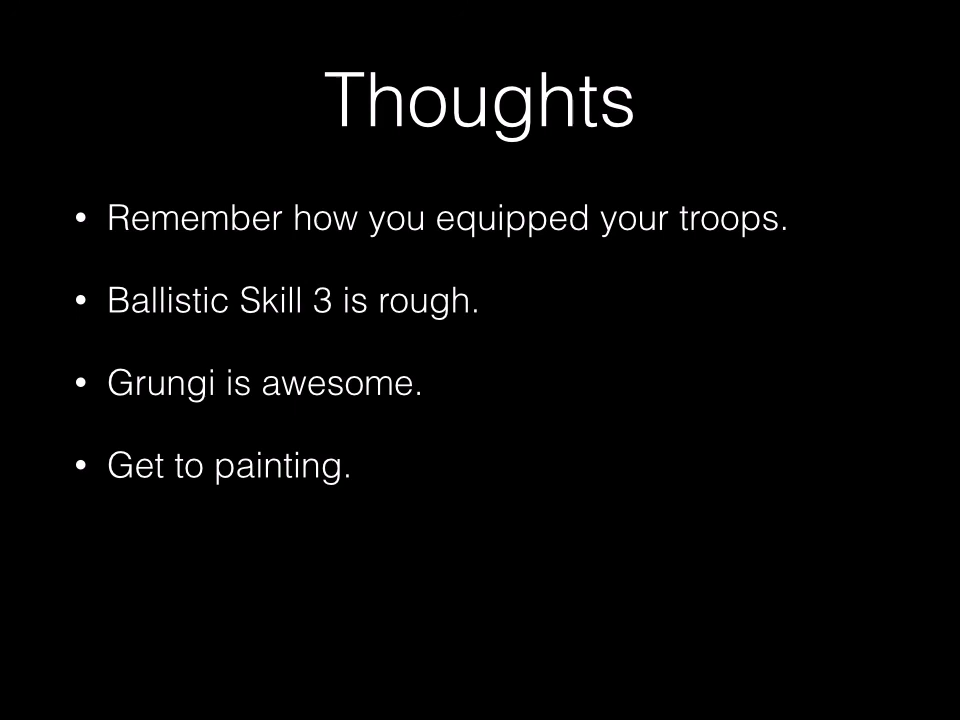 Thoughts
• Remember how you equipped your troops.
• Ballistic Skill 3 is rough.
• Grungi is awesome.
• Get to painting.